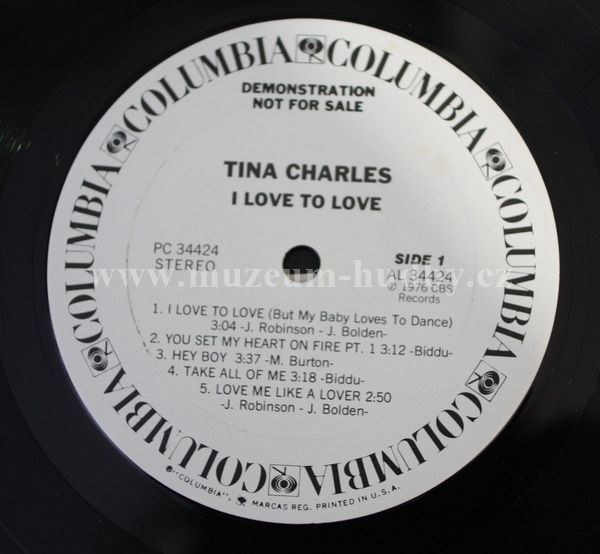 COLUMBIA COLUMBIA COLUMBIA COLUMBIA COLUMBIA COLUMBIA COLUMBIA COLUMBIA
DEMONSTRATION
NOT FOR SALE
TINA CHARLES
I LOVE TO LOVE
PC 34424
STEREO
SIDE 1
AL 34424
℗ 1976 CBS
Records
www.muzeum-hudby.cz
1. I LOVE TO LOVE (But My Baby Loves To Dance)
3:04 -J. Robinson - J. Bolden-
2. YOU SET MY HEART ON FIRE PT. 1 3:12 -Biddu-
3. HEY BOY 3:37 -M. Burton-
4. TAKE ALL OF ME 3:18 -Biddu-
5. LOVE ME LIKE A LOVER 2:50
-J. Robinson - J. Bolden-
® "COLUMBIA", MARCAS REG. PRINTED IN U.S.A.